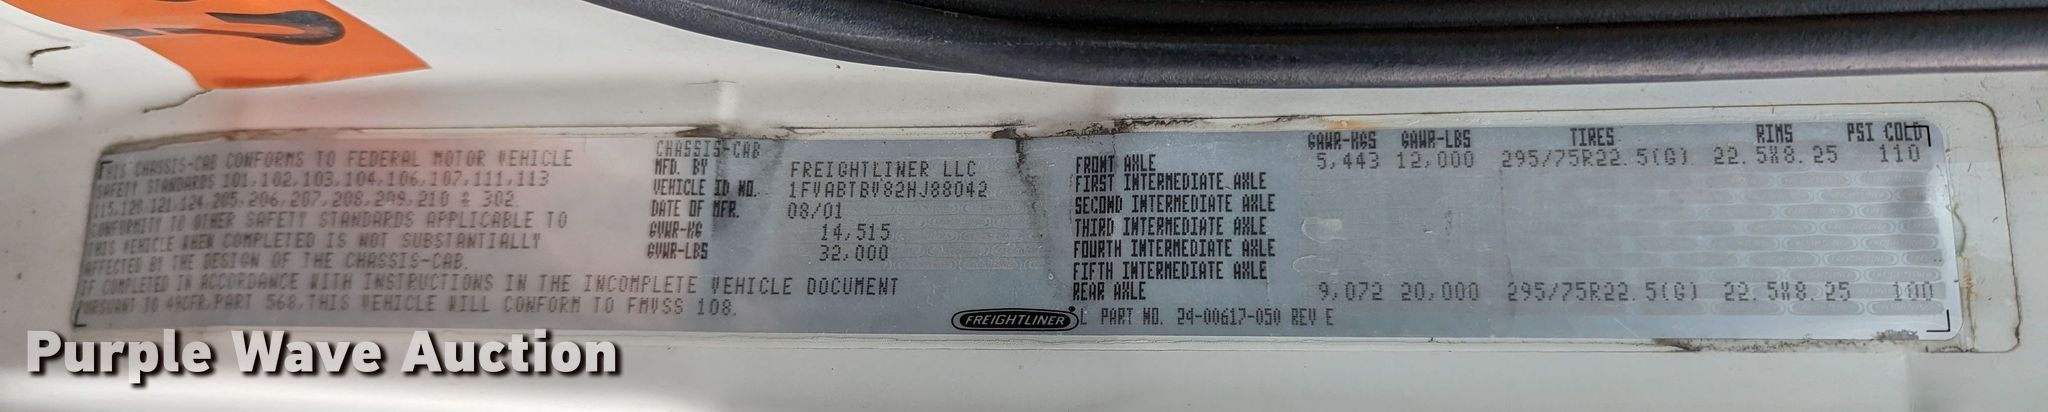 THIS CHASSIS-CAB CONFORMS TO FEDERAL MOTOR VEHICLE
SAFETY STANDARDS 101,102,103,104,106,107,111,113
115,120,121,124,205,206,207,208,209,210 & 302.
CONFORMITY TO OTHER SAFETY STANDARDS APPLICABLE TO
THIS VEHICLE WHEN COMPLETED IS NOT SUBSTANTIALLY
AFFECTED BY THE DESIGN OF THE CHASSIS-CAB.
IF COMPLETED IN ACCORDANCE WITH INSTRUCTIONS IN THE INCOMPLETE VEHICLE DOCUMENT
PURSUANT TO 49CFR,PART 568,THIS VEHICLE WILL CONFORM TO FMVSS 108.
CHASSIS-CAB
MFD. BY FREIGHTLINER LLC
VEHICLE ID NO. 1FVABTBV82HJ88042
DATE OF MFR. 08/01
GVWR-KG 14,515
GVWR-LBS 32,000
GAWR-KGS GAWR-LBS TIRES RIMS PSI COLD
FRONT AXLE 5,443 12,000 295/75R22.5(G) 22.5X8.25 110
FIRST INTERMEDIATE AXLE
SECOND INTERMEDIATE AXLE
THIRD INTERMEDIATE AXLE
FOURTH INTERMEDIATE AXLE
FIFTH INTERMEDIATE AXLE
REAR AXLE 9,072 20,000 295/75R22.5(G) 22.5X8.25 100
FREIGHTLINER L PART NO. 24-00617-050 REV E
Purple Wave Auction